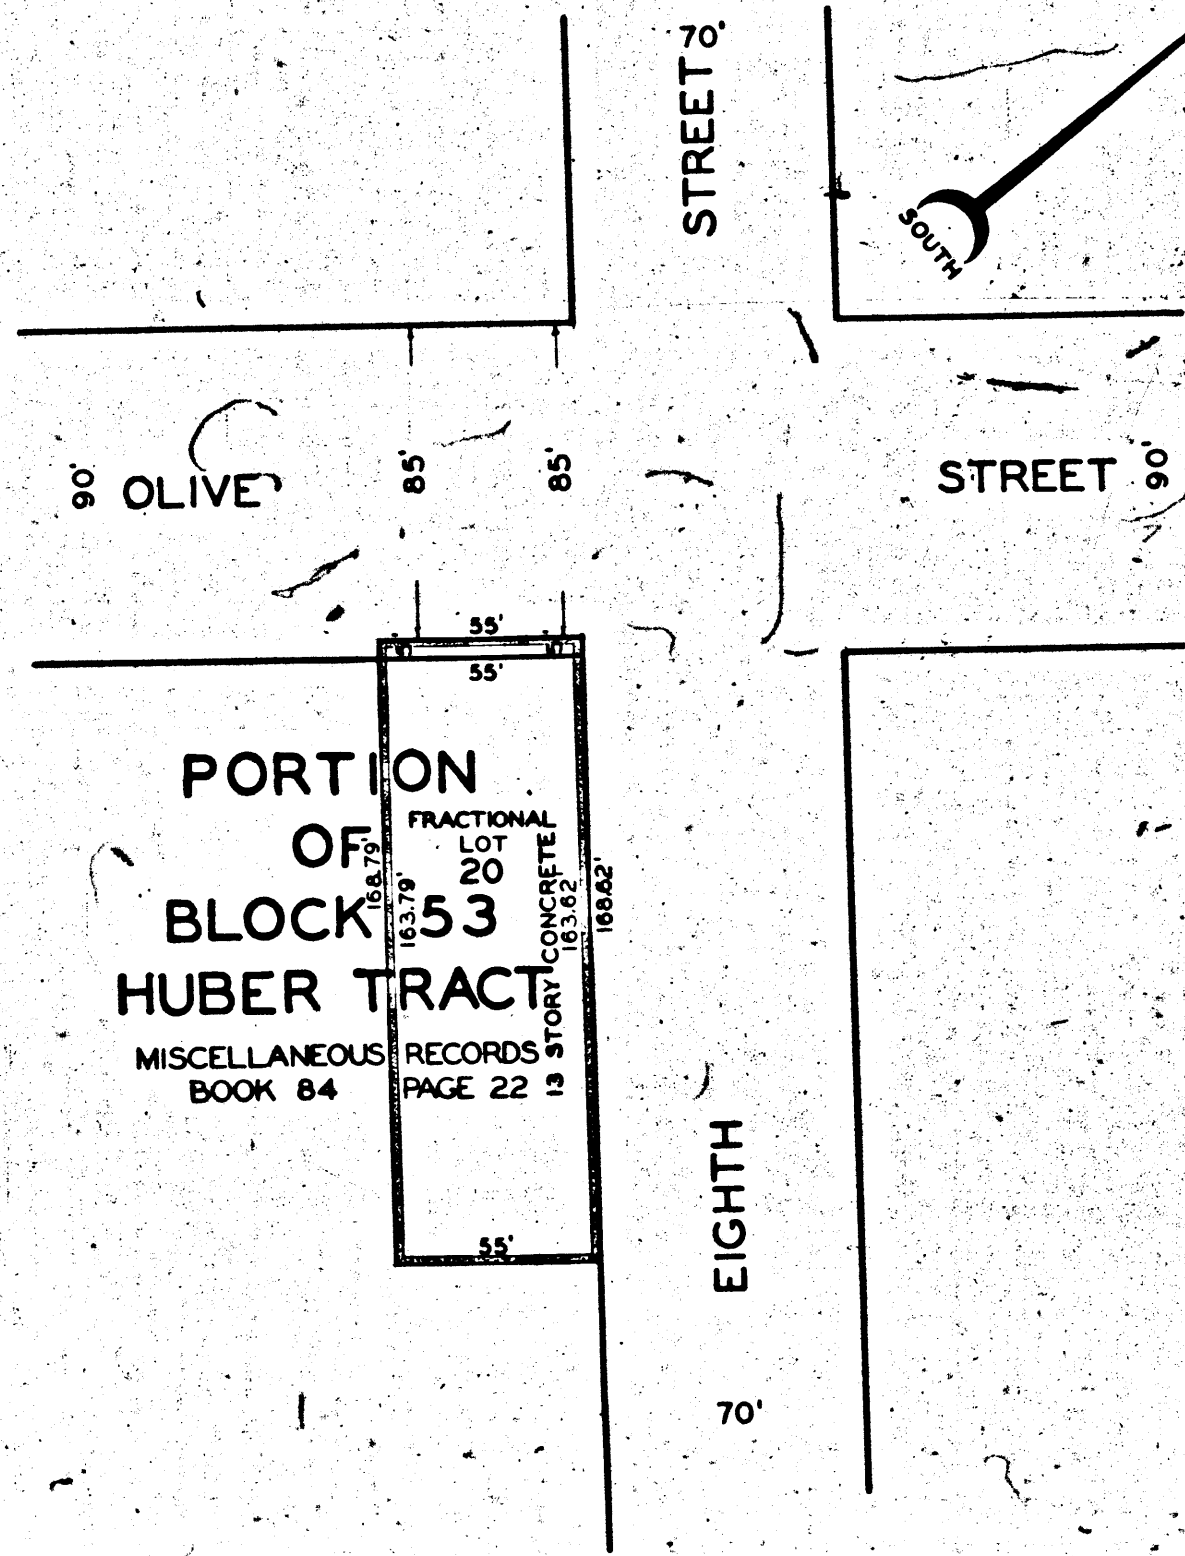 70'
STREET
SOUTH
90' OLIVE
85'
85'
STREET 90'
55'
5'
5'
55'
PORTION
OF
BLOCK 53
HUBER TRACT
MISCELLANEOUS RECORDS
BOOK 84 PAGE 22
FRACTIONAL
LOT
20
168.79'
163.79'
13 STORY CONCRETE
163.62'
168.62'
55'
EIGHTH
70'